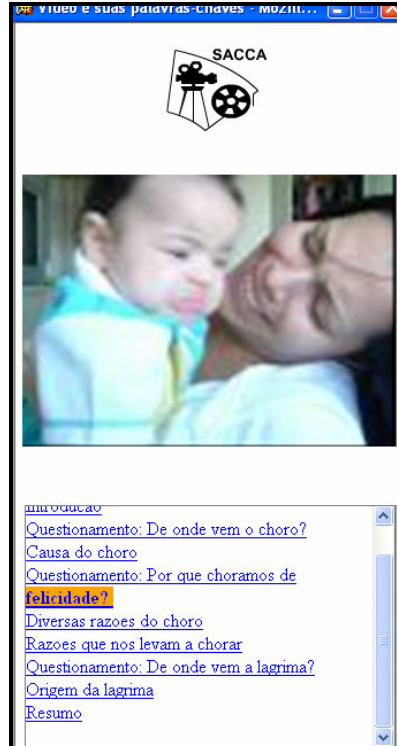 Video e suas palavras-chaves - Mozill...
SACCA
Introducao
Questionamento: De onde vem o choro?
Causa do choro
Questionamento: Por que choramos de
felicidade?
Diversas razoes do choro
Razoes que nos levam a chorar
Questionamento: De onde vem a lagrima?
Origem da lagrima
Resumo